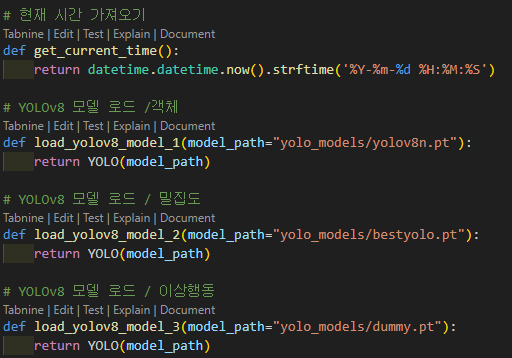 # 현재 시간 가져오기
Tabnine | Edit | Test | Explain | Document
def get_current_time():
    return datetime.datetime.now().strftime('%Y-%m-%d %H:%M:%S')
# YOLOv8 모델 로드 /객체
Tabnine | Edit | Test | Explain | Document
def load_yolov8_model_1(model_path="yolo_models/yolov8n.pt"):
    return YOLO(model_path)
# YOLOv8 모델 로드 / 밀집도
Tabnine | Edit | Test | Explain | Document
def load_yolov8_model_2(model_path="yolo_models/bestyolo.pt"):
    return YOLO(model_path)
# YOLOv8 모델 로드 / 이상행동
Tabnine | Edit | Test | Explain | Document
def load_yolov8_model_3(model_path="yolo_models/dummy.pt"):
    return YOLO(model_path)